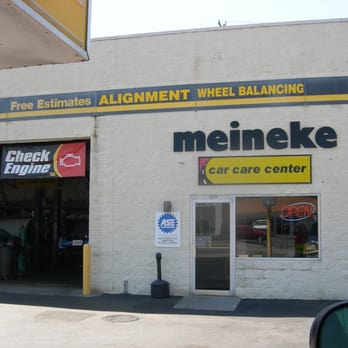 Free Estimates ALIGNMENT WHEEL BALANCING
meineke
car care center
Check
Engine
ASE
OPEN